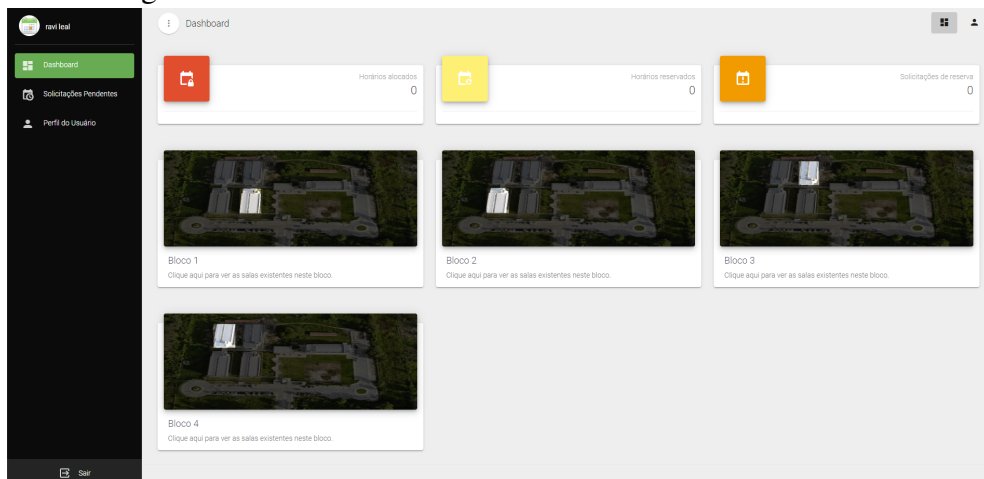 ravi leal
Dashboard
Solicitações Pendentes
Perfil do Usuário
Sair
Dashboard
Horários alocados
0
Horários reservados
0
Solicitações de reserva
0
Bloco 1
Clique aqui para ver as salas existentes neste bloco.
Bloco 2
Clique aqui para ver as salas existentes neste bloco.
Bloco 3
Clique aqui para ver as salas existentes neste bloco.
Bloco 4
Clique aqui para ver as salas existentes neste bloco.